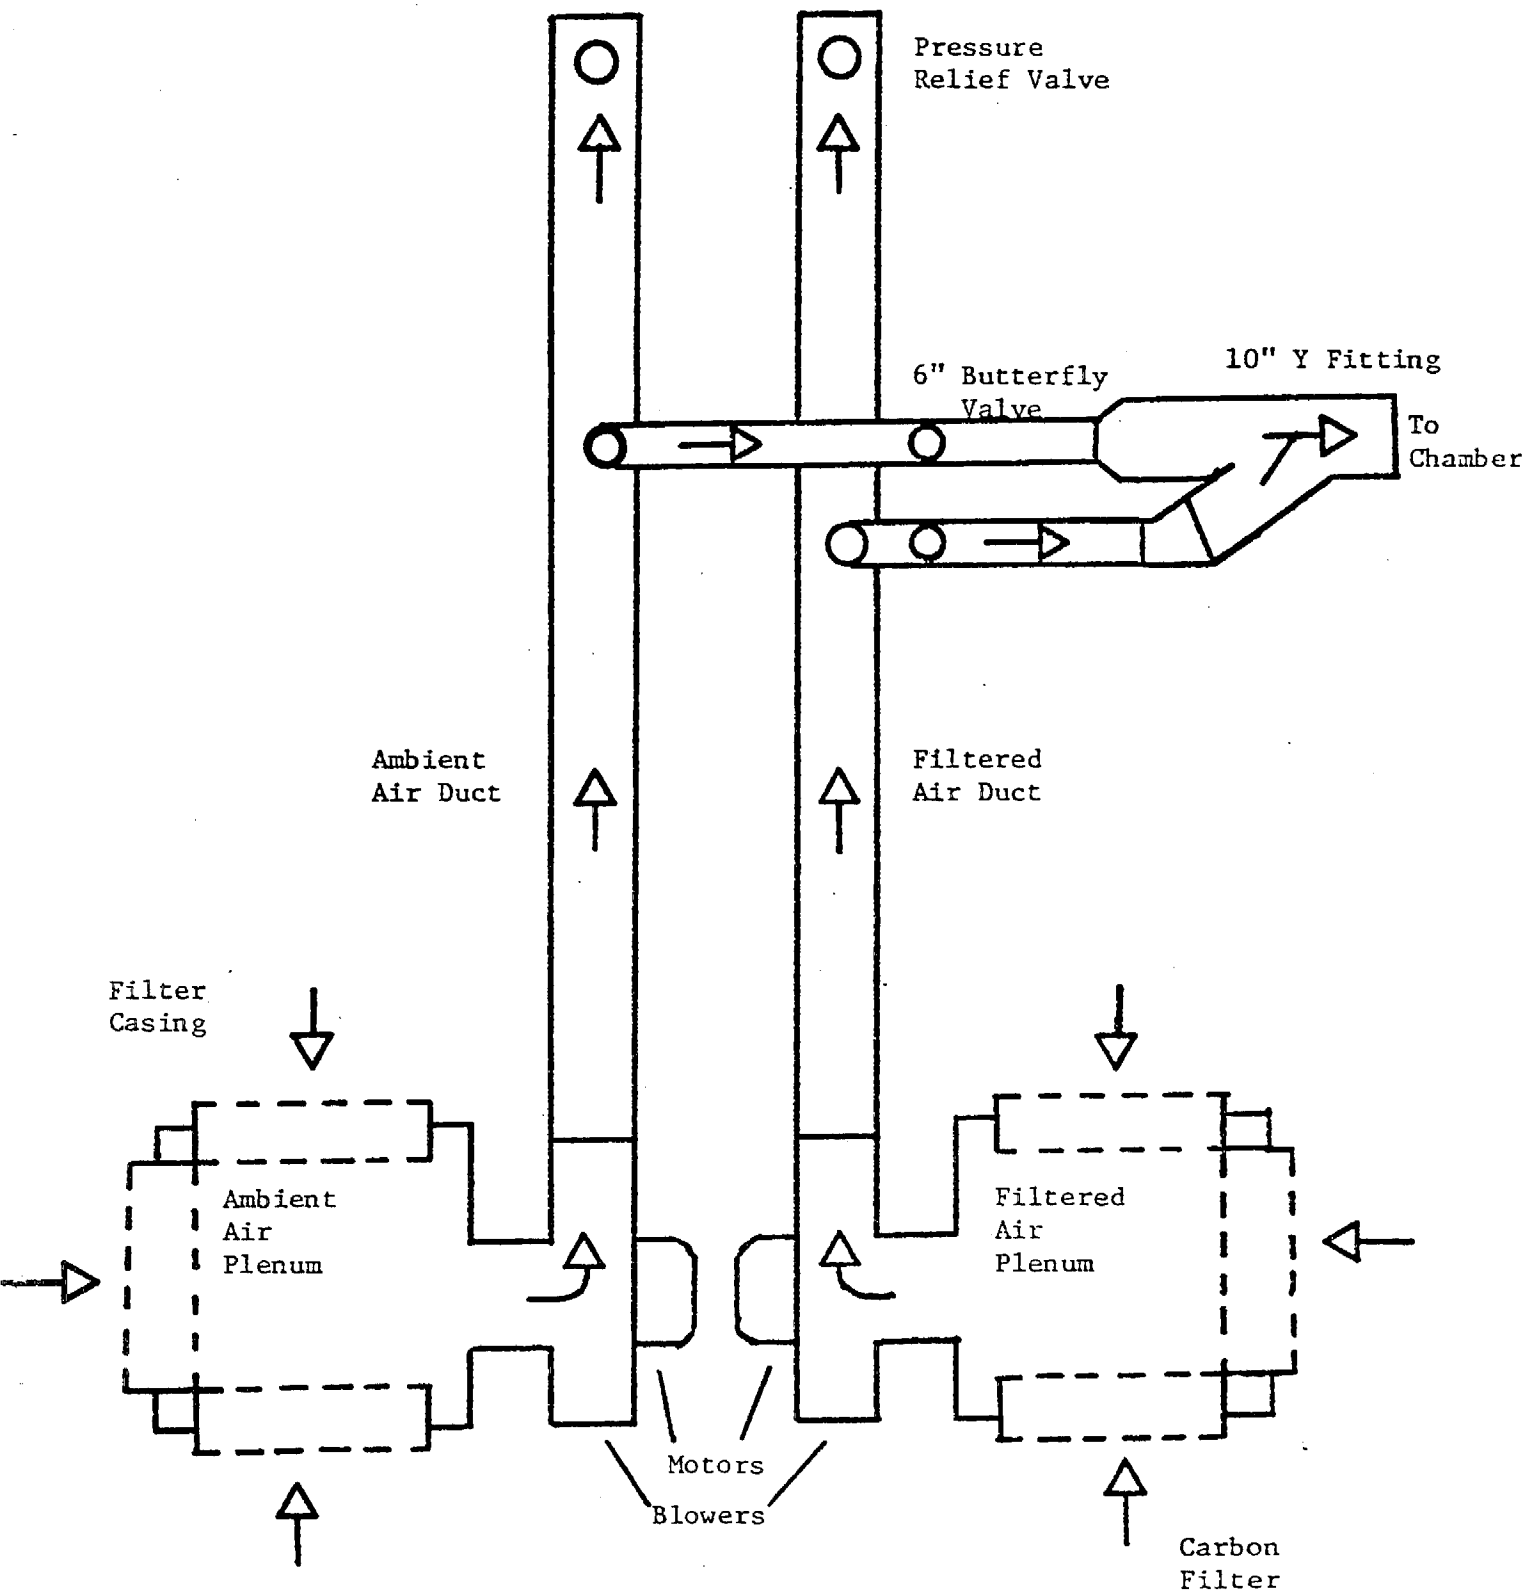 Pressure
Relief Valve
10" Y Fitting
6" Butterfly
Valve
To
Chamber
Ambient
Air Duct
Filtered
Air Duct
Filter
Casing
Ambient
Air
Plenum
Filtered
Air
Plenum
Motors
Blowers
Carbon
Filter